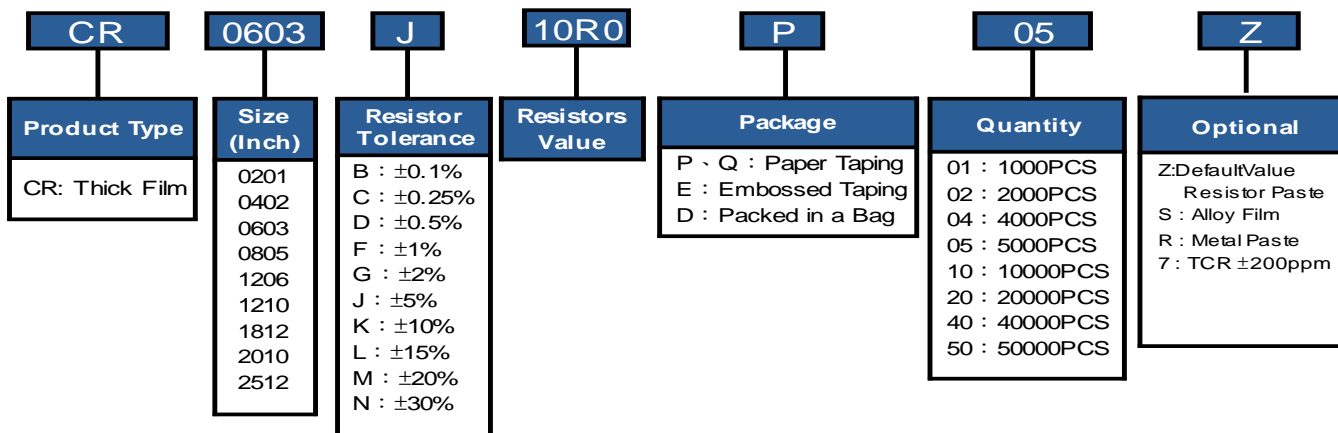 CR 0603 J 10R0 P 05 Z
Product Type
CR: Thick Film
Size
(Inch)
0201
0402
0603
0805
1206
1210
1812
2010
2512
Resistor
Tolerance
B：±0.1%
C：±0.25%
D：±0.5%
F：±1%
G：±2%
J：±5%
K：±10%
L：±15%
M：±20%
N：±30%
Resistors
Value
Package
P、Q：Paper Taping
E：Embossed Taping
D：Packed in a Bag
Quantity
01：1000PCS
02：2000PCS
04：4000PCS
05：5000PCS
10：10000PCS
20：20000PCS
40：40000PCS
50：50000PCS
Optional
Z:DefaultValue
Resistor Paste
S：Alloy Film
R：Metal Paste
7：TCR ±200ppm